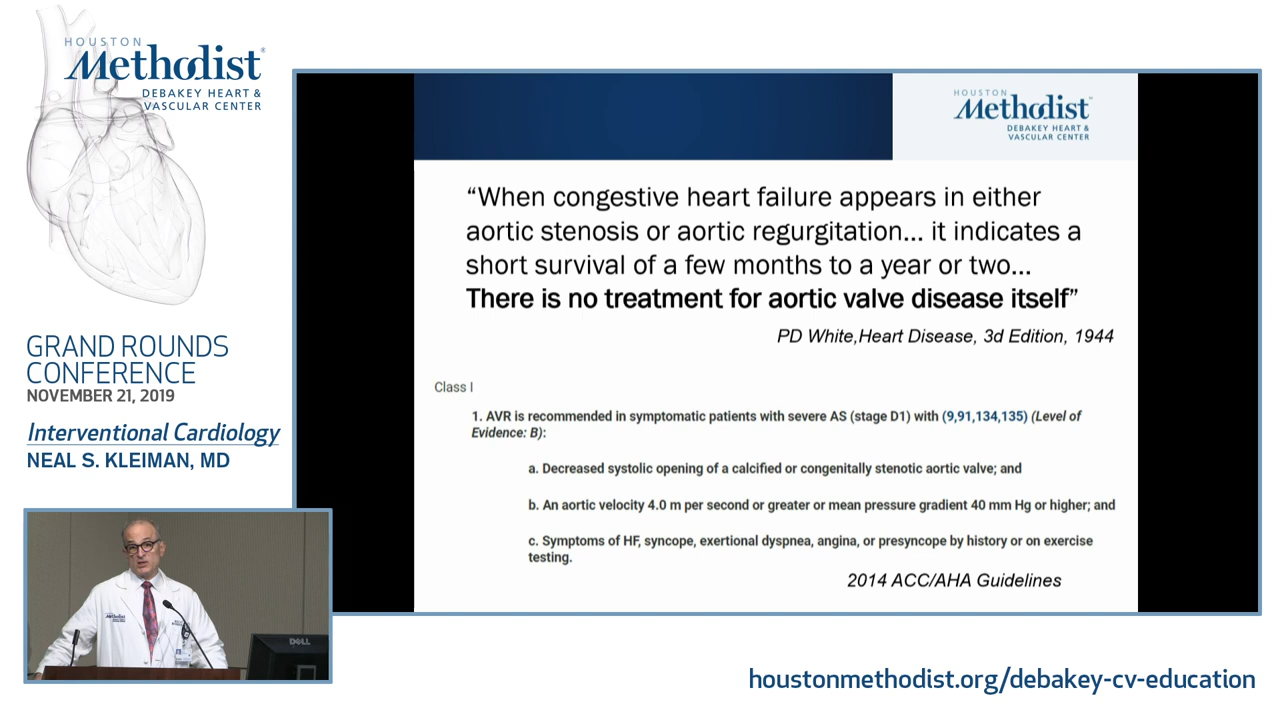 HOUSTON
Methodist®
DEBAKEY HEART &
VASCULAR CENTER
GRAND ROUNDS
CONFERENCE
NOVEMBER 21, 2019
Interventional Cardiology
NEAL S. KLEIMAN, MD
HOUSTON
Methodist™
DEBAKEY HEART &
VASCULAR CENTER
“When congestive heart failure appears in either
aortic stenosis or aortic regurgitation... it indicates a
short survival of a few months to a year or two...
There is no treatment for aortic valve disease itself”
PD White,Heart Disease, 3d Edition, 1944
Class I
1. AVR is recommended in symptomatic patients with severe AS (stage D1) with (9,91,134,135) (Level of
Evidence: B):
a. Decreased systolic opening of a calcified or congenitally stenotic aortic valve; and
b. An aortic velocity 4.0 m per second or greater or mean pressure gradient 40 mm Hg or higher; and
c. Symptoms of HF, syncope, exertional dyspnea, angina, or presyncope by history or on exercise
testing.
2014 ACC/AHA Guidelines
Methodist
DELL
houstonmethodist.org/debakey-cv-education